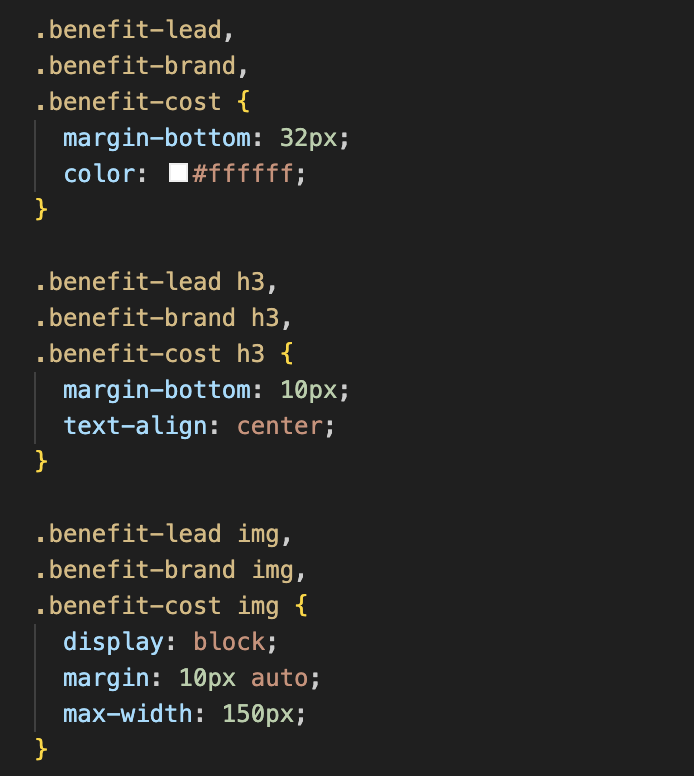 .benefit-lead,
.benefit-brand,
.benefit-cost {
  margin-bottom: 32px;
  color: #ffffff;
}

.benefit-lead h3,
.benefit-brand h3,
.benefit-cost h3 {
  margin-bottom: 10px;
  text-align: center;
}

.benefit-lead img,
.benefit-brand img,
.benefit-cost img {
  display: block;
  margin: 10px auto;
  max-width: 150px;
}